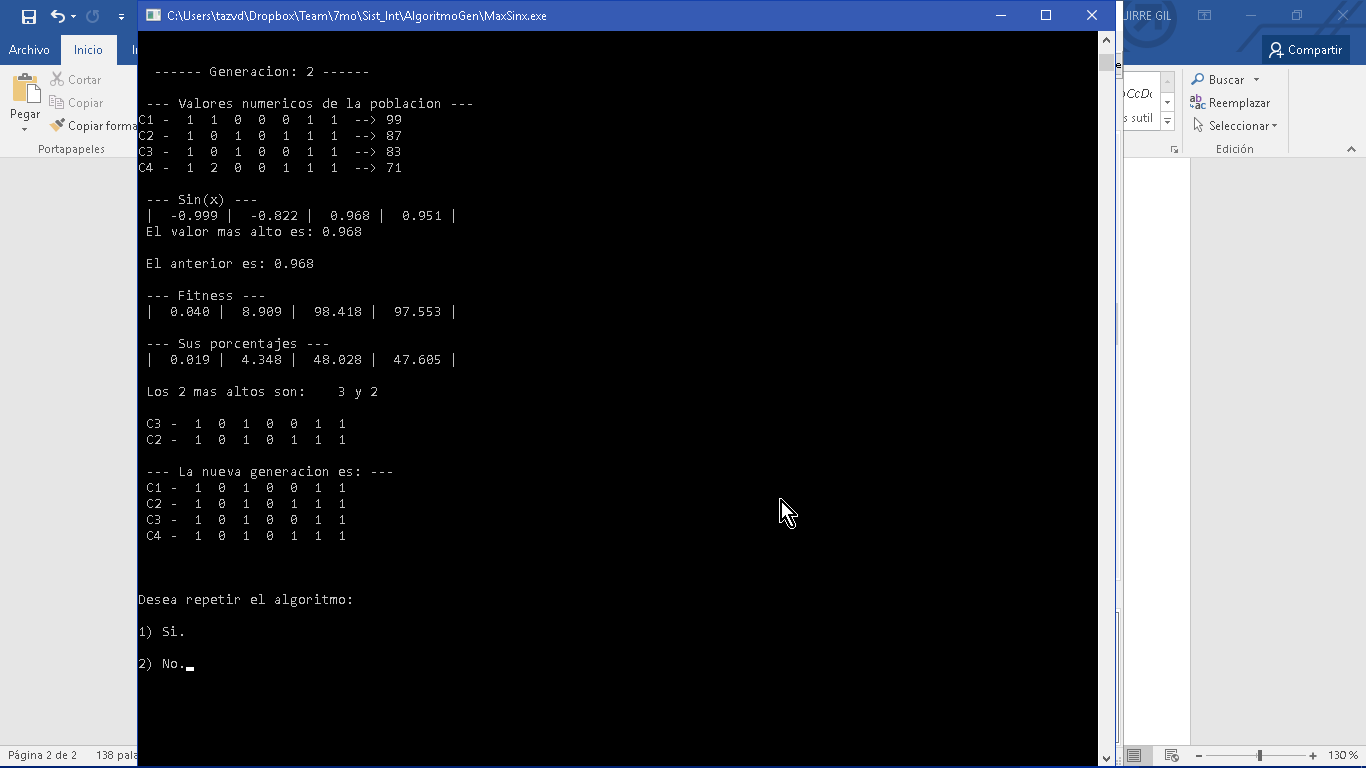 C:\Users\tazvd\Dropbox\Team\7mo\Sist_Int\AlgoritmoGen\MaxSinx.exe
IRRE GIL
Archivo Inicio
Compartir
Pegar
Cortar
Copiar
Copiar forma
Portapapeles
Buscar
Reemplazar
Seleccionar
Edición
s sutil
------ Generacion: 2 ------
--- Valores numericos de la poblacion ---
C1 - 1 1 0 0 0 1 1 --> 99
C2 - 1 0 1 0 1 1 1 --> 87
C3 - 1 0 1 0 0 1 1 --> 83
C4 - 1 2 0 0 1 1 1 --> 71
--- Sin(x) ---
| -0.999 | -0.822 | 0.968 | 0.951 |
El valor mas alto es: 0.968
El anterior es: 0.968
--- Fitness ---
| 0.040 | 8.909 | 98.418 | 97.553 |
--- Sus porcentajes ---
| 0.019 | 4.348 | 48.028 | 47.605 |
Los 2 mas altos son: 3 y 2
C3 - 1 0 1 0 0 1 1
C2 - 1 0 1 0 1 1 1
--- La nueva generacion es: ---
C1 - 1 0 1 0 0 1 1
C2 - 1 0 1 0 1 1 1
C3 - 1 0 1 0 0 1 1
C4 - 1 0 1 0 1 1 1
Desea repetir el algoritmo:
1) Si.
2) No.
Página 2 de 2 138 pala
130 %